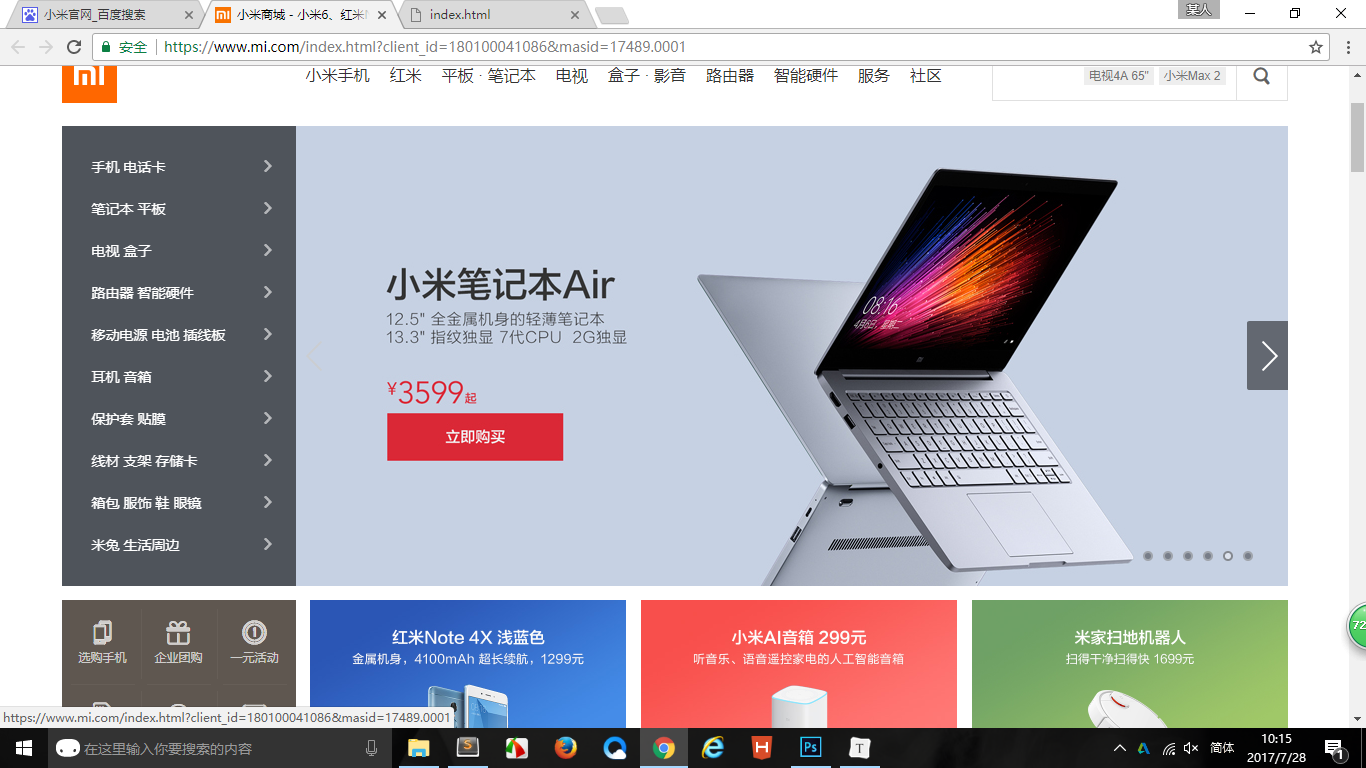 小米官网_百度搜索
小米商城 - 小米6、红米
index.html
某人
安全
https://www.mi.com/index.html?client_id=180100041086&masid=17489.0001
小米手机 红米 平板 · 笔记本 电视 盒子 · 影音 路由器 智能硬件 服务 社区
电视4A 65" 小米Max 2
手机 电话卡
笔记本 平板
电视 盒子
路由器 智能硬件
移动电源 电池 插线板
耳机 音箱
保护套 贴膜
线材 支架 存储卡
箱包 服饰 鞋 眼镜
米兔 生活周边
小米笔记本Air
12.5" 全金属机身的轻薄笔记本
13.3" 指纹独显 7代CPU 2G独显
¥3599起
立即购买
08:16
4月6日, 星期二
选购手机 企业团购 一元活动
红米Note 4X 浅蓝色
金属机身，4100mAh 超长续航，1299元
小米AI音箱 299元
听音乐、语音遥控家电的人工智能音箱
米家扫地机器人
扫得干净扫得快 1699元
72
https://www.mi.com/index.html?client_id=180100041086&masid=17489.0001
在这里输入你要搜索的内容
简体
10:15
2017/7/28
1